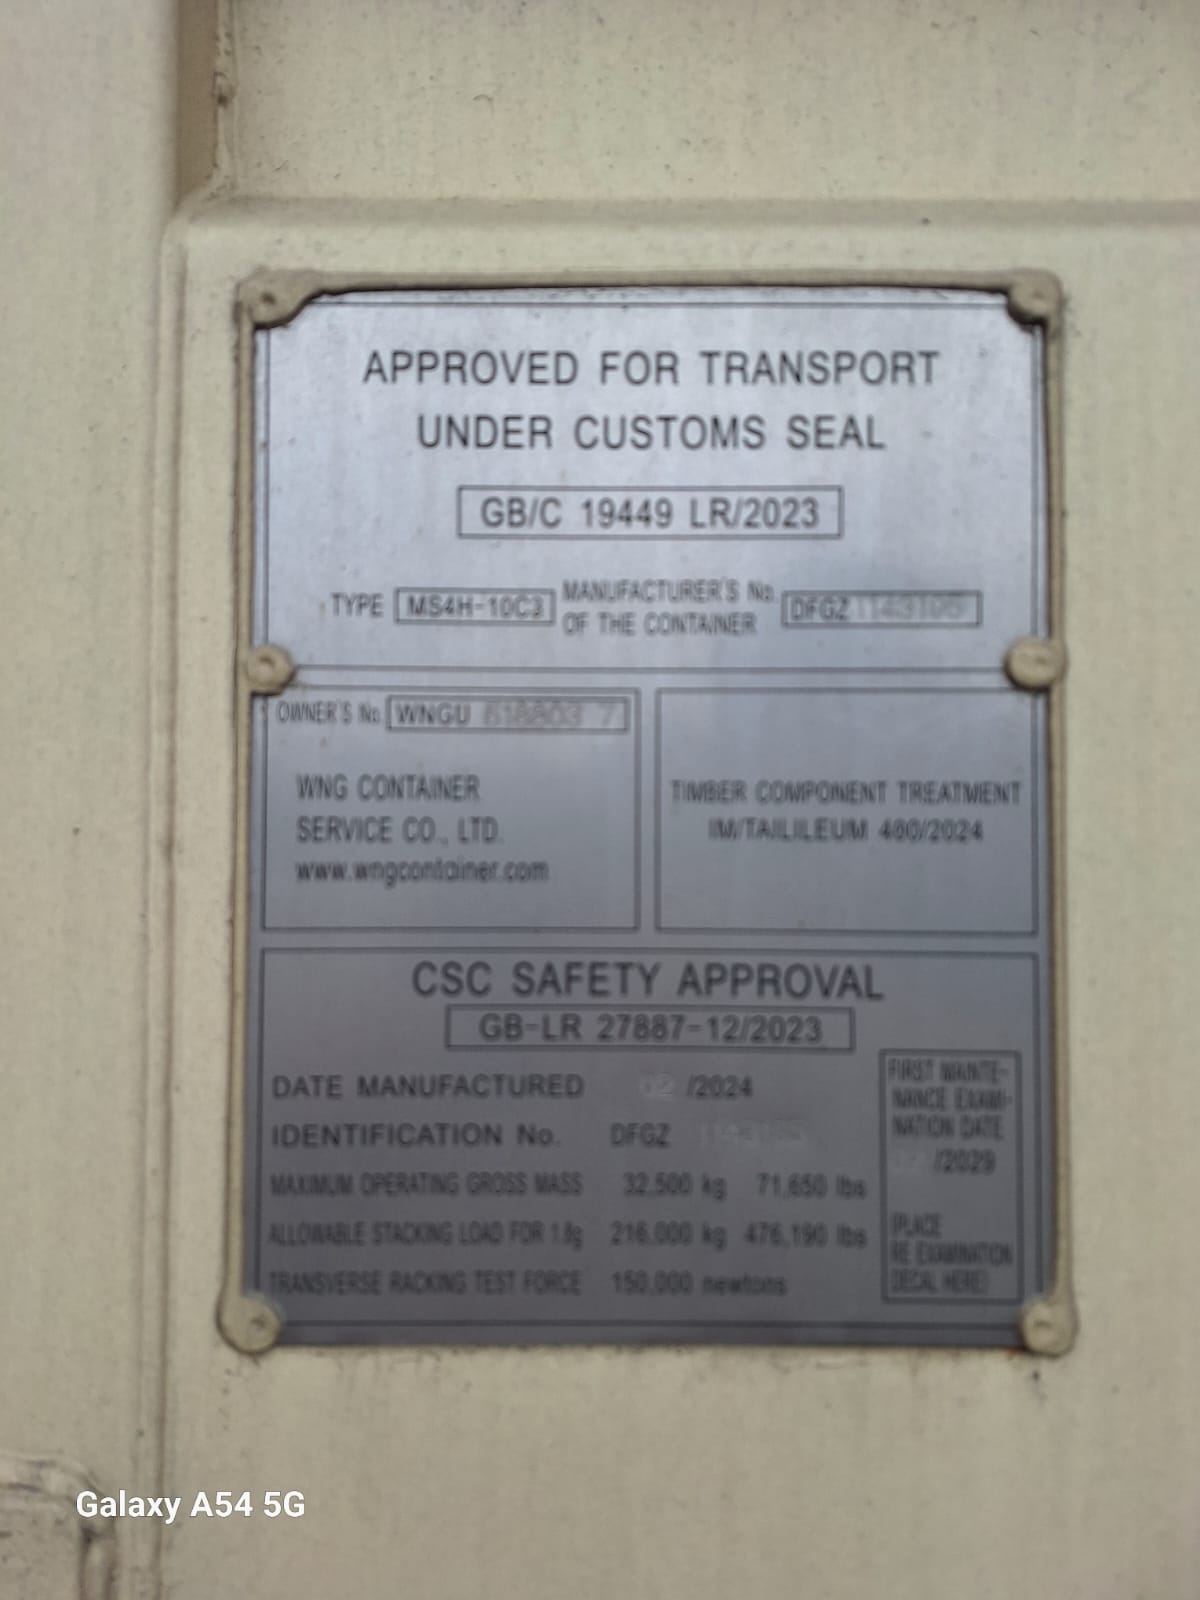 APPROVED FOR TRANSPORT
UNDER CUSTOMS SEAL
GB/C 19449 LR/2023
TYPE MS4H-10C3 MANUFACTURER'S No. OF THE CONTAINER DFGZ
OWNER'S No. WNGU
WNG CONTAINER
SERVICE CO., LTD.
www.wngcontainer.com
TIMBER COMPONENT TREATMENT
400/2024
CSC SAFETY APPROVAL
GB-LR 27887-12/2023
DATE MANUFACTURED 02 /2024
IDENTIFICATION No. DFGZ
MAXIMUM OPERATING GROSS MASS 32,500 kg 71,650 lbs
ALLOWABLE STACKING LOAD FOR 1.8g 216,000 kg 476,190 lbs
TRANSVERSE RACKING TEST FORCE 150,000 newtons
FIRST MAINTE-
NANCE EXAMI-
NATION DATE
/2029
(PLACE
RE EXAMINATION
DECAL HERE)
Galaxy A54 5G